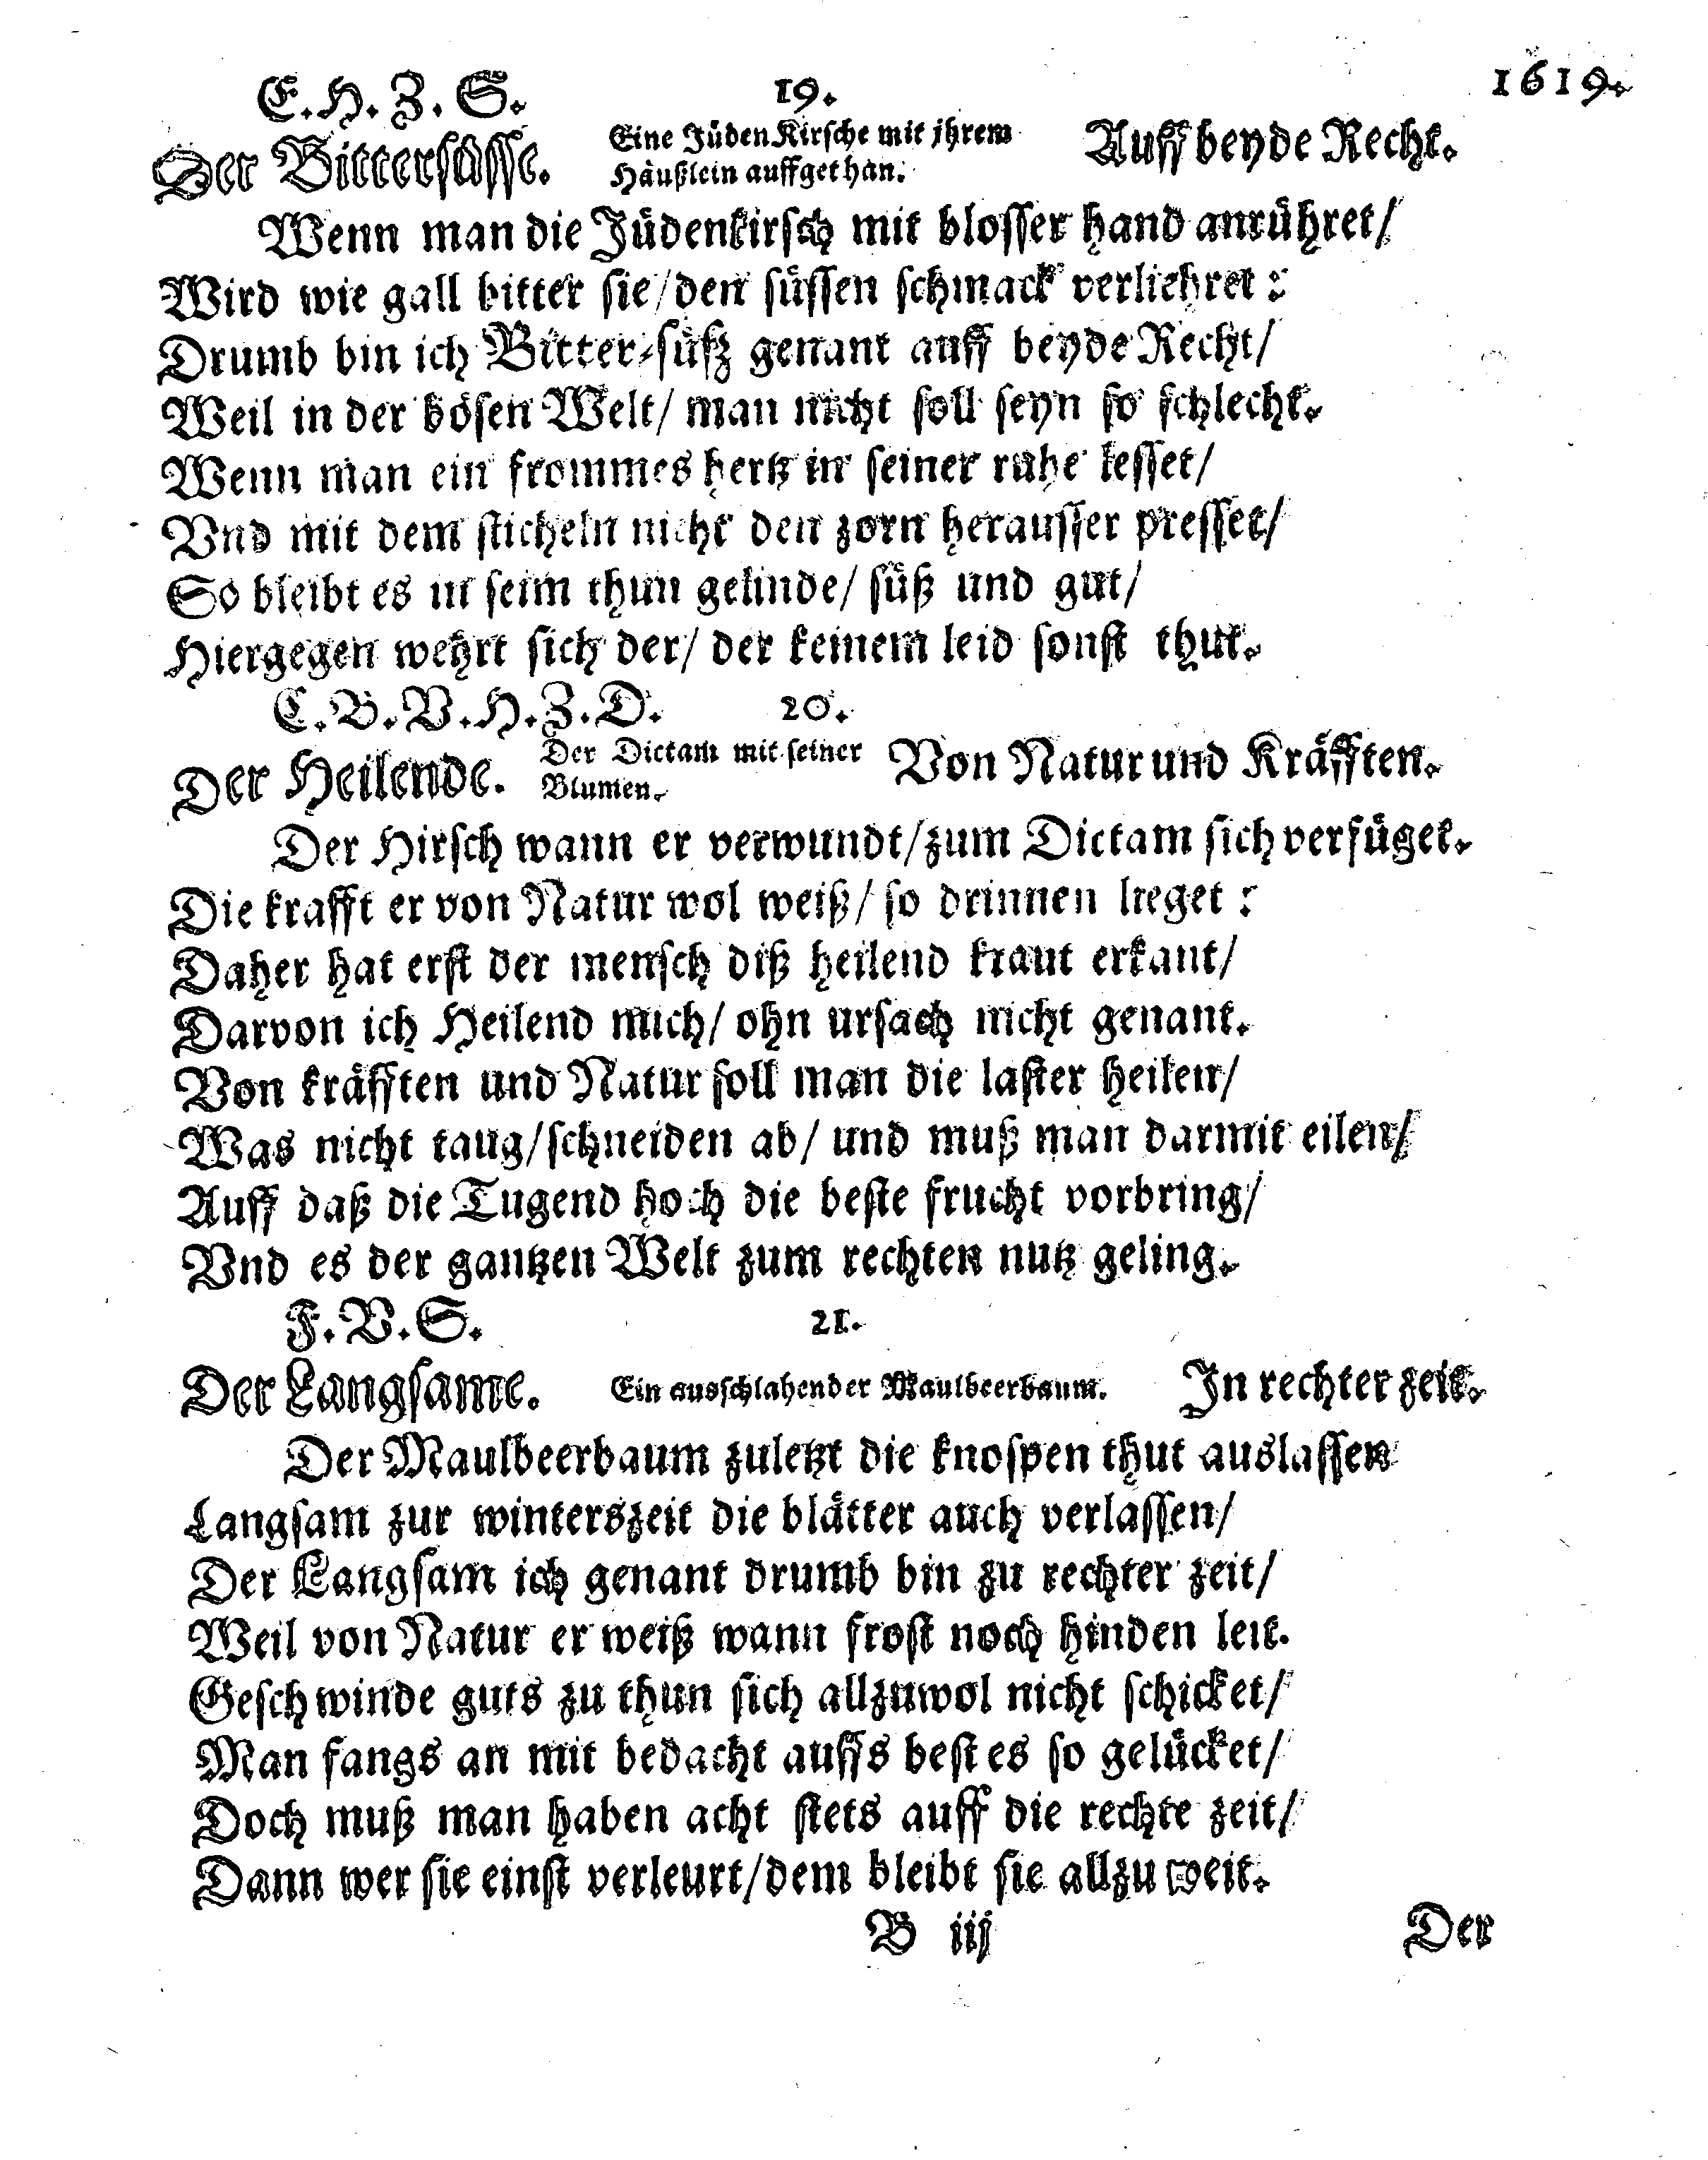 E.H.Z.S. 19. 1619.
Der Bittersüsse. Eine Jüden Kirsche mit jhrem Häußlein auffgethan. Auff beyde Recht.
Wenn man die Jüdenkirsch mit blosser hand anrühret/
Wird wie gall bitter sie/den süssen schmack verliehret:
Drumb bin ich Bitter-süß genant auff beyde Recht/
Weil in der bösen Welt/ man nicht soll seyn so schlecht.
Wenn man ein frommes hertz in seiner ruhe lesset/
Vnd mit dem sticheln nicht den zorn herausser presset/
So bleibt es in seim thun gelinde/ süß und gut/
Hiergegen wehrt sich der/ der keinem leid sonst thut.
C.B.V.H.Z.D. 20.
Der Heilende. Der Dictam mit seiner Blumen. Von Natur und Kräfften.
Der Hirsch wann er verwundt/zum Dictam sich verfüget.
Die krafft er von Natur wol weiß/ so drinnen lieget:
Daher hat erst der mensch diß heilend kraut erkant/
Darvon ich Heilend mich/ ohn ursach nicht genant.
Von kräfften und Natur soll man die laster heilen/
Was nicht taug/schneiden ab/ und muß man darmit eilen/
Auff daß die Tugend hoch die beste frucht vorbring/
Vnd es der gantzen Welt zum rechten nutz geling.
F.V.S. 21.
Der Langsame. Ein ausschlahender Maulbeerbaum. In rechter zeit.
Der Maulbeerbaum zuletzt die knospen thut auslassen
Langsam zur winterszeit die blätter auch verlassen/
Der Langsam ich genant drumb bin zu rechter zeit/
Weil von Natur er weiß wann frost noch hinden leit.
Geschwinde guts zu thun sich allzuwol nicht schicket/
Man fangs an mit bedacht auffs best es so gelücket/
Doch muß man haben acht stets auff die rechte zeit/
Dann wer sie einst verleurt/dem bleibt sie allzu weit.
B iij Der